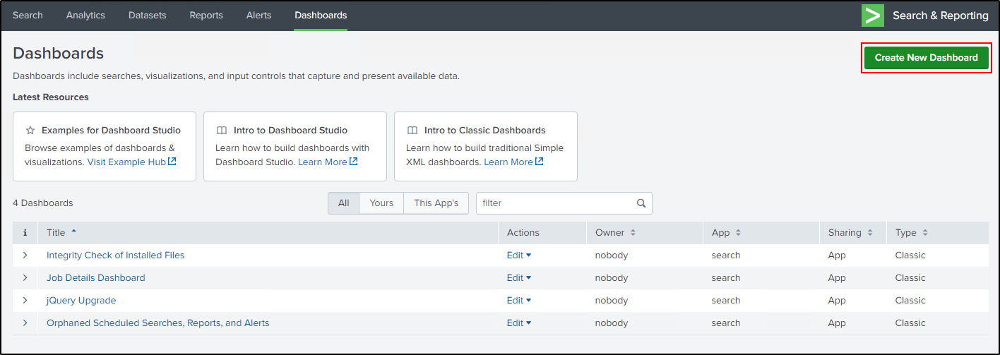 Search Analytics Datasets Reports Alerts Dashboards Search & Reporting
Dashboards
Create New Dashboard
Dashboards include searches, visualizations, and input controls that capture and present available data.
Latest Resources
Examples for Dashboard Studio
Browse examples of dashboards &
visualizations. Visit Example Hub
Intro to Dashboard Studio
Learn how to build dashboards with
Dashboard Studio. Learn More
Intro to Classic Dashboards
Learn how to build traditional Simple
XML dashboards. Learn More
4 Dashboards All Yours This App's filter
i Title Actions Owner App Sharing Type
Integrity Check of Installed Files Edit nobody search App Classic
Job Details Dashboard Edit nobody search App Classic
jQuery Upgrade Edit nobody search App Classic
Orphaned Scheduled Searches, Reports, and Alerts Edit nobody search App Classic